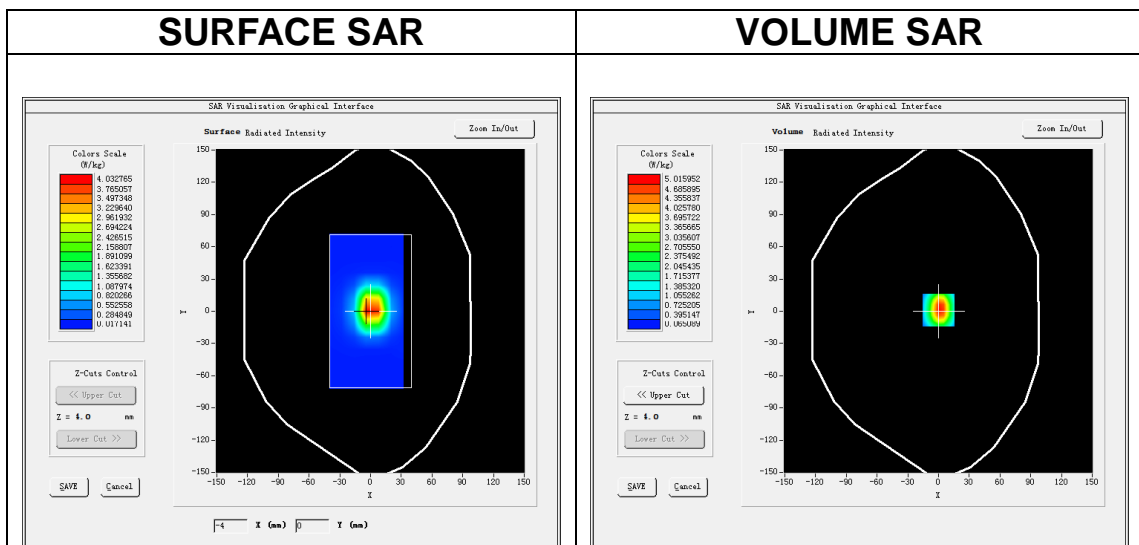 SURFACE SAR
VOLUME SAR
SAR Visualisation Graphical Interface
Surface Radiated Intensity
Zoom In/Out
Colors Scale
(W/kg)
4.032765
3.765057
3.497348
3.229640
2.961932
2.694224
2.426515
2.158807
1.891099
1.623391
1.355682
1.087974
0.820266
0.552558
0.284849
0.017141
150
120
90
60
30
0
-30
-60
-90
-120
-150
Y
-150 -120 -90 -60 -30 0 30 60 90 120 150
X
Z-Cuts Control
<< Upper Cut
Z = 4.0 mm
Lower Cut >>
SAVE Cancel
-4 X (mm) 0 Y (mm)
SAR Visualisation Graphical Interface
Volume Radiated Intensity
Zoom In/Out
Colors Scale
(W/kg)
5.015952
4.685895
4.355837
4.025780
3.695722
3.365665
3.035607
2.705550
2.375492
2.045435
1.715377
1.385320
1.055262
0.725205
0.395147
0.065089
150
120
90
60
30
0
-30
-60
-90
-120
-150
Y
-150 -120 -90 -60 -30 0 30 60 90 120 150
X
Z-Cuts Control
<< Upper Cut
Z = 4.0 mm
Lower Cut >>
SAVE Cancel